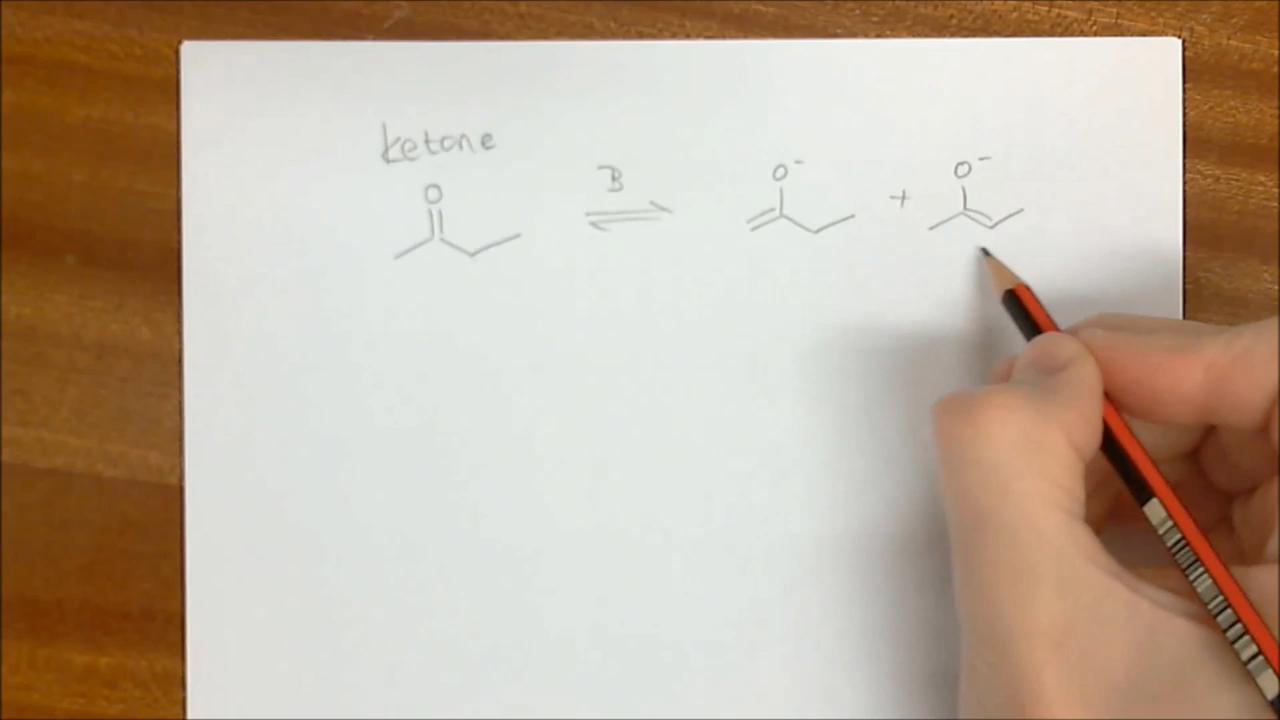 ketone
B
O O⁻ + O⁻